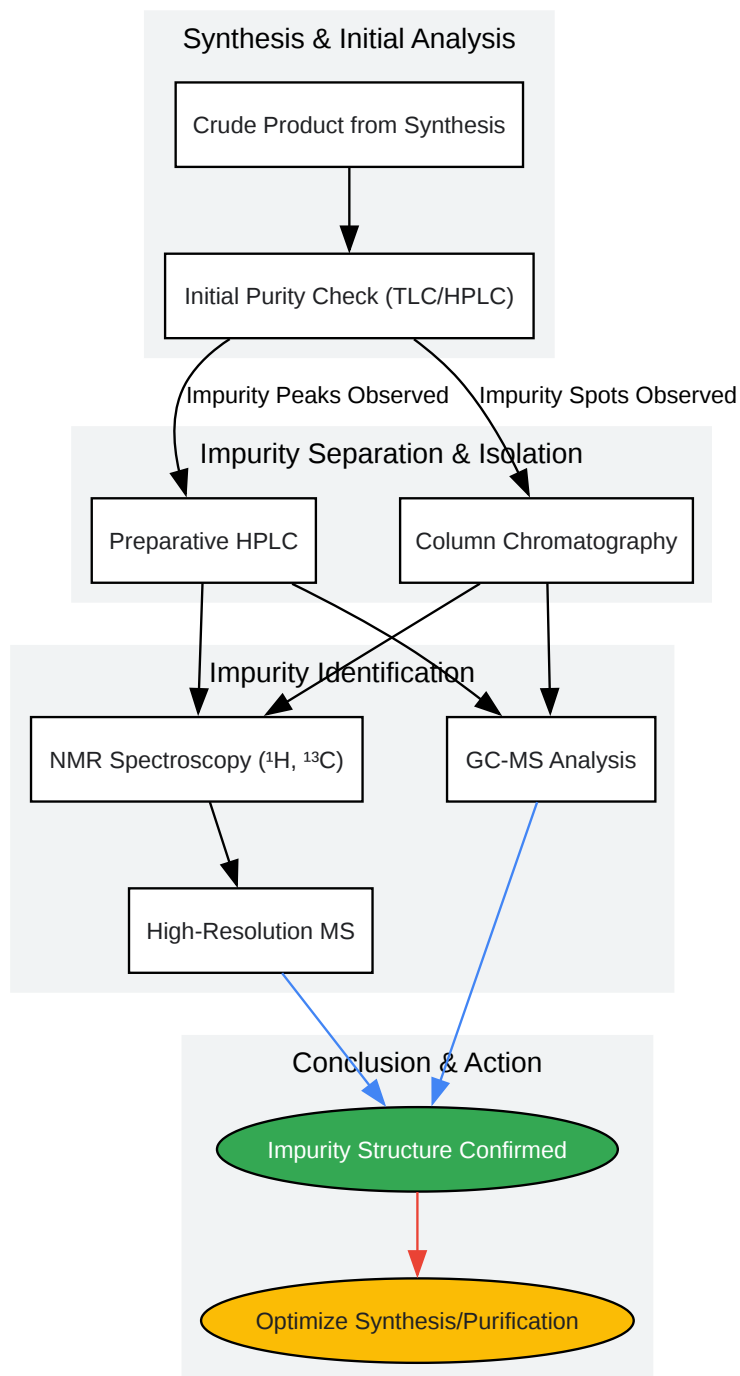 Synthesis & Initial Analysis
Crude Product from Synthesis
Initial Purity Check (TLC/HPLC)
Impurity Peaks Observed
Impurity Spots Observed
Impurity Separation & Isolation
Preparative HPLC
Column Chromatography
Impurity Identification
NMR Spectroscopy (¹H, ¹³C)
GC-MS Analysis
High-Resolution MS
Conclusion & Action
Impurity Structure Confirmed
Optimize Synthesis/Purification